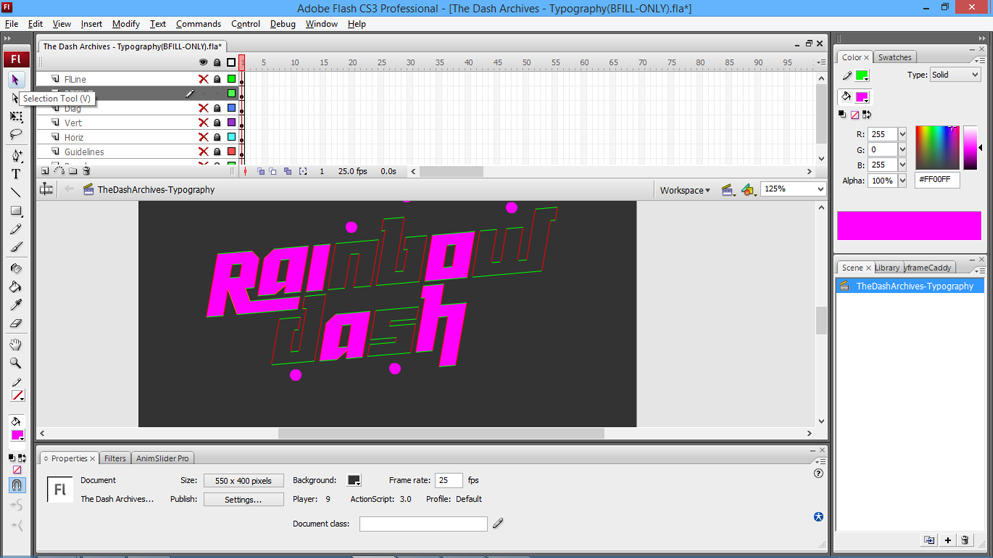 Adobe Flash CS3 Professional - [The Dash Archives - Typography(BFILL-ONLY).fla*]
File Edit View Insert Modify Text Commands Control Debug Window Help
Fl
The Dash Archives - Typography(BFILL-ONLY).fla*
1 5 10 15 20 25 30 35 40 45 50 55 60 65 70 75 80 85 90 95
FlLine
Selection Tool (V)
Diag
Vert
Horiz
Guidelines
1 25.0 fps 0.0s
TheDashArchives-Typography
Workspace 125%
Rainbow
dash
Properties Filters AnimSlider Pro
Fl
Document
The Dash Archives...
Size: 550 x 400 pixels
Publish: Settings...
Background: Frame rate: 25 fps
Player: 9 ActionScript: 3.0 Profile: Default
Document class:
Color Swatches
Type: Solid
R: 255
G: 0
B: 255
Alpha: 100% #FF00FF
Scene Library yframeCaddy
TheDashArchives-Typography